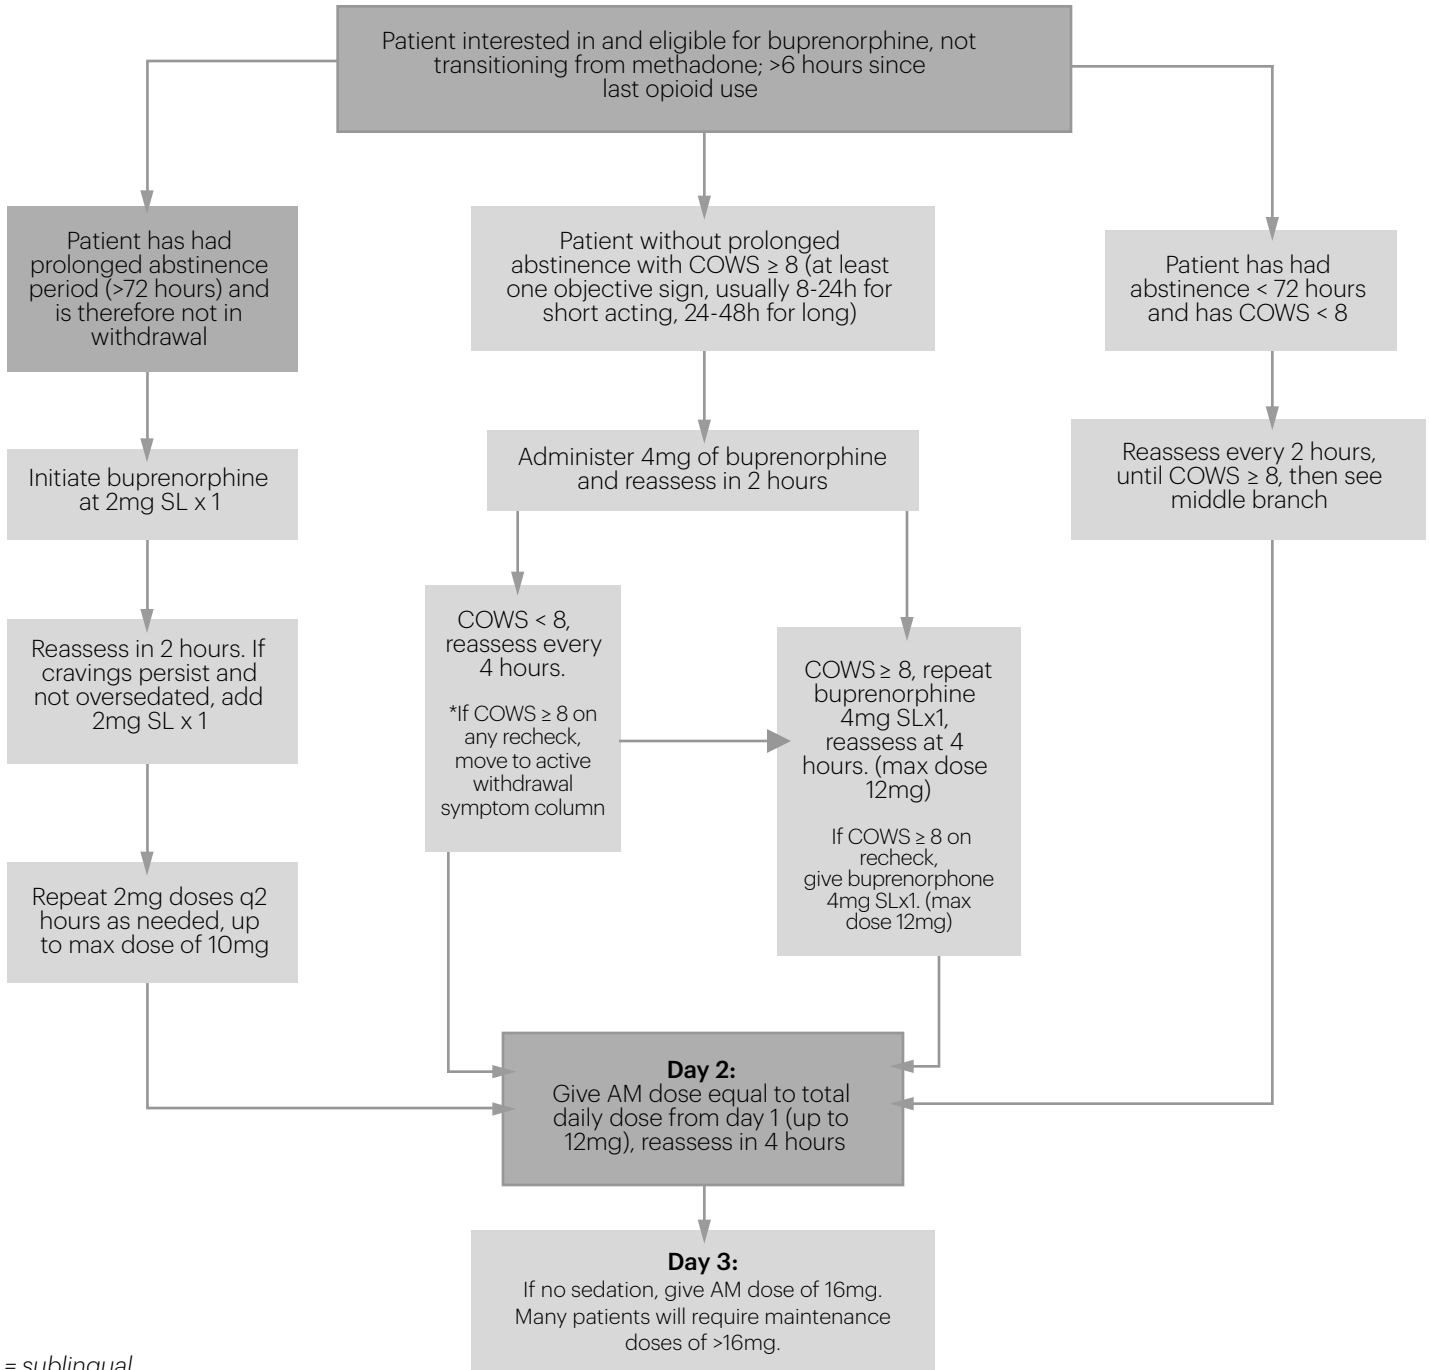 Patient interested in and eligible for buprenorphine, not
transitioning from methadone; >6 hours since
last opioid use
Patient has had
prolonged abstinence
period (>72 hours) and
is therefore not in
withdrawal
Initiate buprenorphine
at 2mg SL x 1
Reassess in 2 hours. If
cravings persist and
not oversedated, add
2mg SL x 1
Repeat 2mg doses q2
hours as needed, up
to max dose of 10mg
Patient without prolonged
abstinence with COWS ≥ 8 (at least
one objective sign, usually 8-24h for
short acting, 24-48h for long)
Administer 4mg of buprenorphine
and reassess in 2 hours
COWS < 8,
reassess every
4 hours.
*If COWS ≥ 8 on
any recheck,
move to active
withdrawal
symptom column
COWS ≥ 8, repeat
buprenorphine
4mg SLx1,
reassess at 4
hours. (max dose
12mg)
If COWS ≥ 8 on
recheck,
give buprenorphone
4mg SLx1. (max
dose 12mg)
Patient has had
abstinence < 72 hours
and has COWS < 8
Reassess every 2 hours,
until COWS ≥ 8, then see
middle branch
Day 2:
Give AM dose equal to total
daily dose from day 1 (up to
12mg), reassess in 4 hours
Day 3:
If no sedation, give AM dose of 16mg.
Many patients will require maintenance
doses of >16mg.
= sublingual